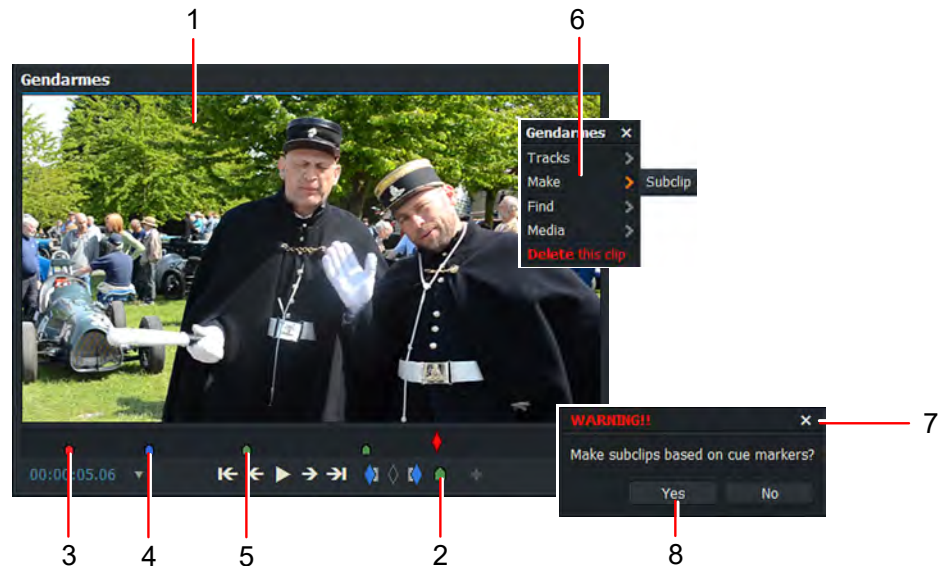 1
6
Gendarmes
Gendarmes ×
Tracks >
Make > Subclip
Find >
Media >
Delete this clip
WARNING!! ×
7
Make subclips based on cue markers?
Yes No
00:00:05.06
3 4 5 2 8